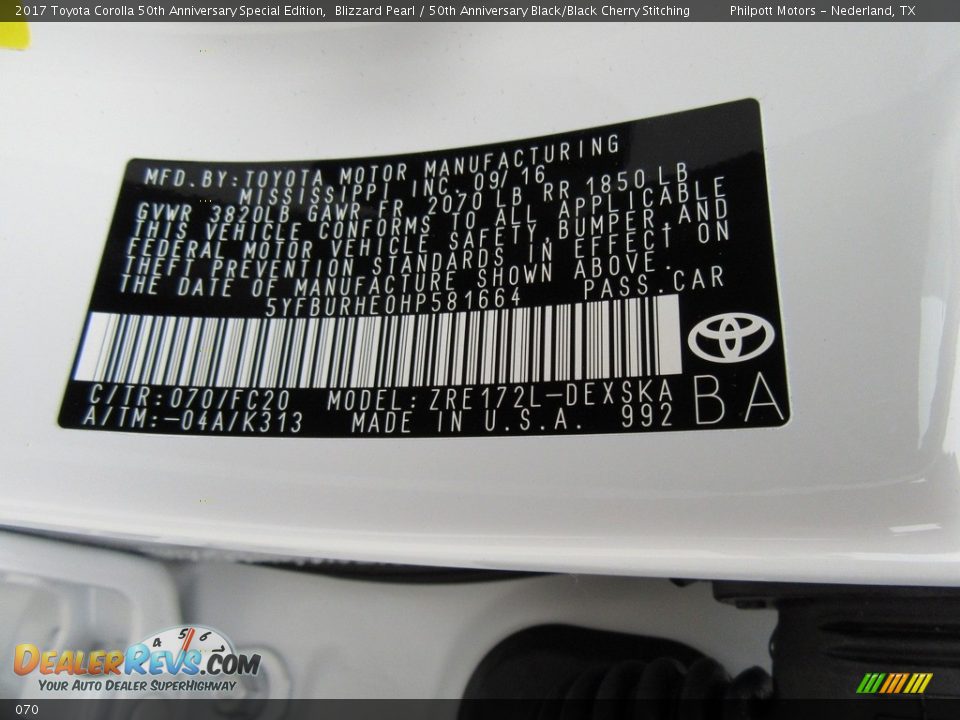 2017 Toyota Corolla 50th Anniversary Special Edition, Blizzard Pearl / 50th Anniversary Black/Black Cherry Stitching Philpott Motors - Nederland, TX
MFD.BY:TOYOTA MOTOR MANUFACTURING
MISSISSIPPI INC. 09/16
GVWR 3820LB GAWR FR 2070 LB RR 1850 LB
THIS VEHICLE CONFORMS TO ALL APPLICABLE
FEDERAL MOTOR VEHICLE SAFETY, BUMPER, AND
THEFT PREVENTION STANDARDS IN EFFECT ON
THE DATE OF MANUFACTURE SHOWN ABOVE.
5YFBURHE0HP581664 PASS.CAR
C/TR:070/FC20 MODEL:ZRE172L-DEXSKA
A/TM:-04A/K313 MADE IN U.S.A. 992
BA
4 5 6 7
DEALERREVS.COM
YOUR AUTO DEALER SUPERHIGHWAY
070